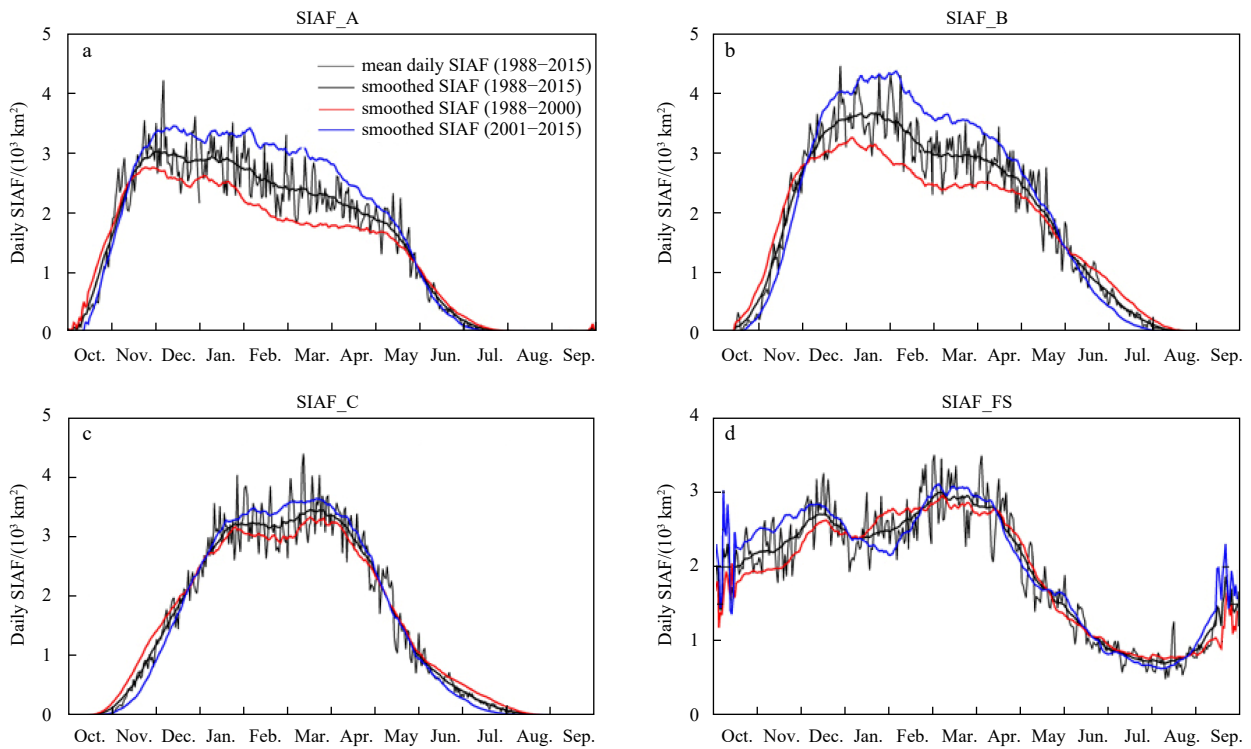 SIAF_A
a
mean daily SIAF (1988−2015)
smoothed SIAF (1988−2015)
smoothed SIAF (1988−2000)
smoothed SIAF (2001−2015)
Daily SIAF/(10³ km²)
5
4
3
2
1
0
Oct. Nov. Dec. Jan. Feb. Mar. Apr. May Jun. Jul. Aug. Sep.
SIAF_B
b
Daily SIAF/(10³ km²)
5
4
3
2
1
0
Oct. Nov. Dec. Jan. Feb. Mar. Apr. May Jun. Jul. Aug. Sep.
SIAF_C
c
Daily SIAF/(10³ km²)
5
4
3
2
1
0
Oct. Nov. Dec. Jan. Feb. Mar. Apr. May Jun. Jul. Aug. Sep.
SIAF_FS
d
Daily SIAF/(10³ km²)
4
3
2
1
0
Oct. Nov. Dec. Jan. Feb. Mar. Apr. May Jun. Jul. Aug. Sep.